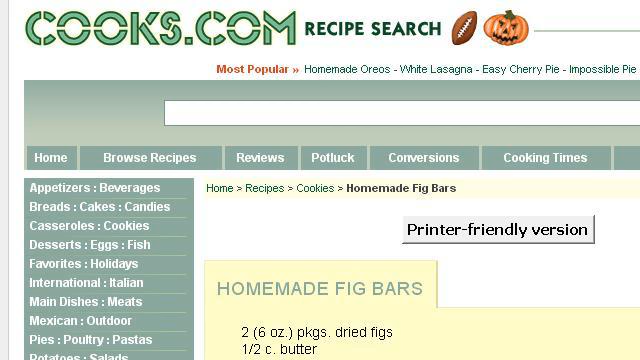 COOKS.COM RECIPE SEARCH
Most Popular » Homemade Oreos - White Lasagna - Easy Cherry Pie - Impossible Pie
Home Browse Recipes Reviews Potluck Conversions Cooking Times
Appetizers : Beverages
Breads : Cakes : Candies
Casseroles : Cookies
Desserts : Eggs : Fish
Favorites : Holidays
International : Italian
Main Dishes : Meats
Mexican : Outdoor
Pies : Poultry : Pastas
Potatoes : Salads
Home > Recipes > Cookies > Homemade Fig Bars
Printer-friendly version
HOMEMADE FIG BARS
2 (6 oz.) pkgs. dried figs
1/2 c. butter